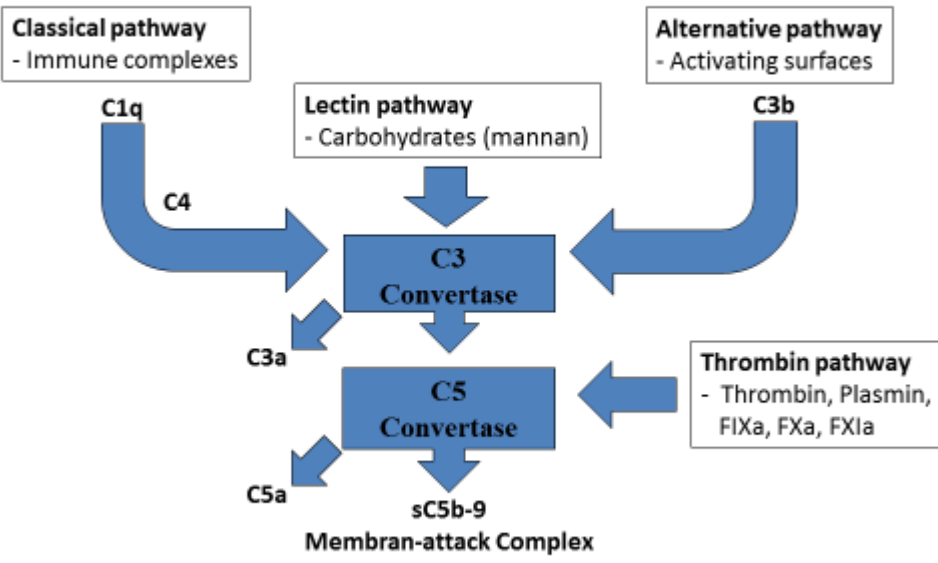 Classical pathway
- Immune complexes
Alternative pathway
- Activating surfaces
Lectin pathway
- Carbohydrates (mannan)
C1q
C3b
C4
C3
Convertase
C3a
Thrombin pathway
- Thrombin, Plasmin,
FIXa, FXa, FXIa
C5
Convertase
C5a
sC5b-9
Membran-attack Complex